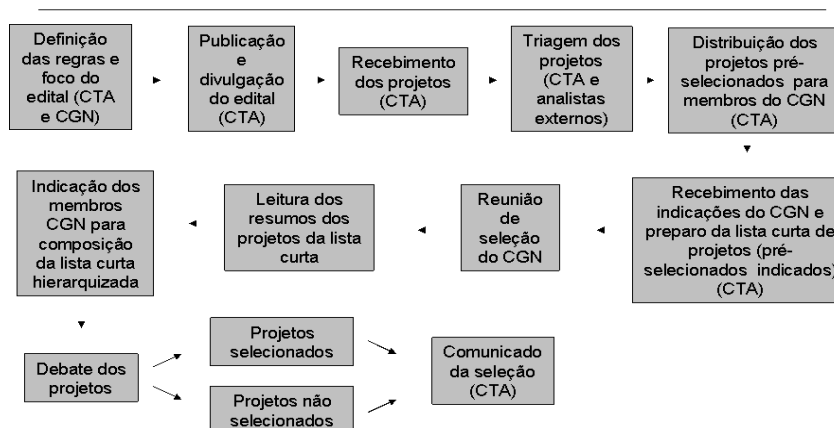 Definição
das regras e
foco do
edital (CTA
e CGN)
Publicação
e
divulgação
do edital
(CTA)
Recebimento
dos projetos
(CTA)
Triagem dos
projetos
(CTA e
analistas
externos)
Distribuição dos
projetos pré-
selecionados para
membros do CGN
(CTA)
Recebimento das
indicações do CGN e
preparo da lista curta de
projetos (pré-
selecionados indicados)
(CTA)
Reunião
de
seleção
do CGN
Leitura dos
resumos dos
projetos da lista
curta
Indicação dos
membros
CGN para
composição
da lista curta
hierarquizada
Debate dos
projetos
Projetos
selecionados
Projetos não
selecionados
Comunicado
da seleção
(CTA)